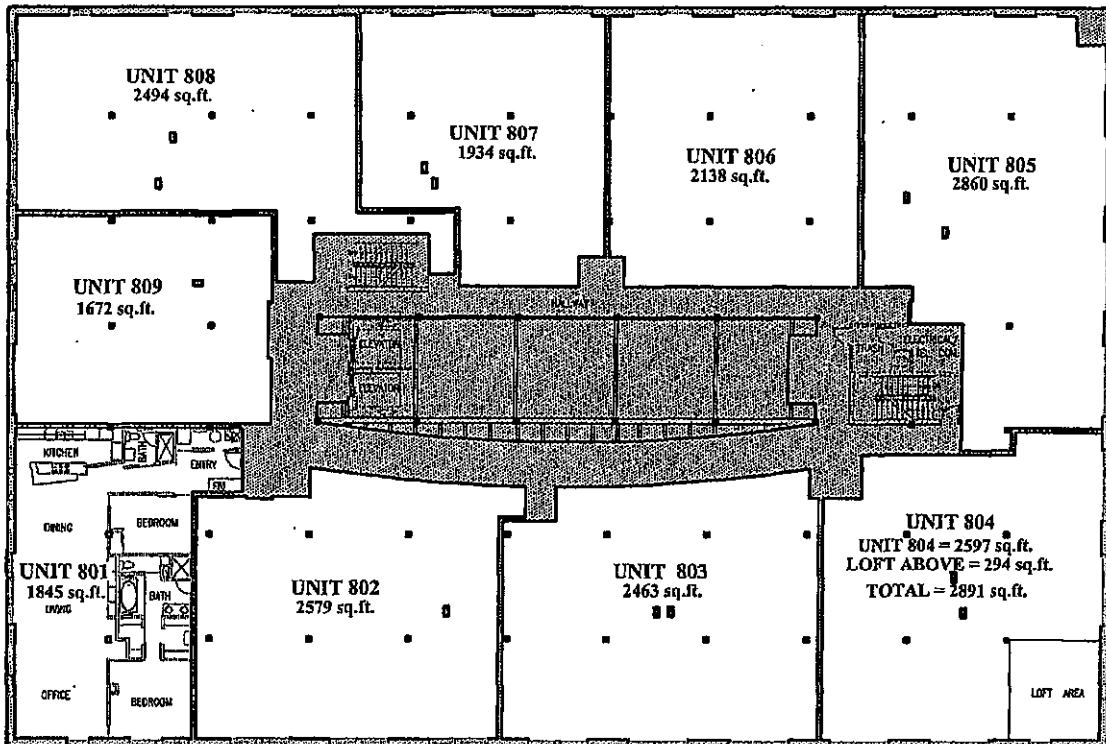 UNIT 808
2494 sq.ft.
UNIT 807
1934 sq.ft.
UNIT 806
2138 sq.ft.
UNIT 805
2860 sq.ft.
UNIT 809
1672 sq.ft.
HALLWAY
ELEVATOR
ELEVATOR
TRASH
ELECTRICAL/
KITCHEN
BATH
ENTRY
DINING
BEDROOM
UNIT 801
1845 sq.ft.
LIVING
BATH
OFFICE
BEDROOM
UNIT 802
2579 sq.ft.
UNIT 803
2463 sq.ft.
UNIT 804
UNIT 804 = 2597 sq.ft.
LOFT ABOVE = 294 sq.ft.
TOTAL = 2891 sq.ft.
LOFT AREA